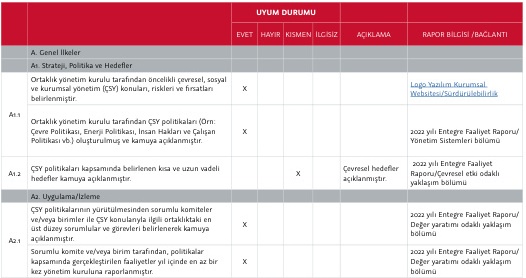 UYUM DURUMU
EVET HAYIR KISMEN İLGİSİZ AÇIKLAMA RAPOR BİLGİSİ /BAĞLANTI
A. Genel İlkeler
A1. Strateji, Politika ve Hedefler
A1.1
Ortaklık yönetim kurulu tarafından öncelikli çevresel, sosyal
ve kurumsal yönetim (ÇSY) konuları, riskleri ve fırsatları
belirlenmiştir.
X
Logo Yazılım Kurumsal
Websitesi/Sürdürülebilirlik
Ortaklık yönetim kurulu tarafından ÇSY politikaları (Örn:
Çevre Politikası, Enerji Politikası, İnsan Hakları ve Çalışan
Politikası vb.) oluşturulmuş ve kamuya açıklanmıştır.
X
2022 yılı Entegre Faaliyet Raporu/
Yönetim Sistemleri bölümü
A1.2
ÇSY politikaları kapsamında belirlenen kısa ve uzun vadeli
hedefler kamuya açıklanmıştır.
X
Çevresel hedefler
açıklanmıştır.
2022 yılı Entegre Faaliyet
Raporu/Çevresel etki odaklı
yaklaşım bölümü
A2. Uygulama/İzleme
A2.1
ÇSY politikalarının yürütülmesinden sorumlu komiteler
ve/veya birimler ile ÇSY konularıyla ilgili ortaklıktaki en
üst düzey sorumlular ve görevleri belirlenerek kamuya
açıklanmıştır.
X
2022 yılı Entegre Faaliyet Raporu/
Değer yaratımı odaklı yaklaşım
bölümü
Sorumlu komite ve/veya birim tarafından, politikalar
kapsamında gerçekleştirilen faaliyetler yıl içinde en az bir
kez yönetim kuruluna raporlanmıştır.
X
2022 yılı Entegre Faaliyet Raporu/
Değer yaratımı odaklı yaklaşım
bölümü